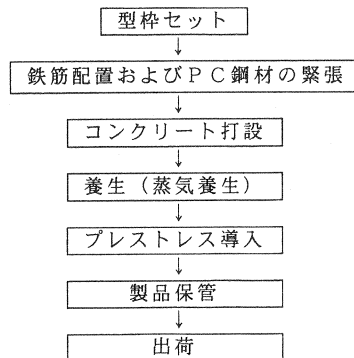 型枠セット
鉄筋配置およびＰＣ鋼材の緊張
コンクリート打設
養生（蒸気養生）
プレストレス導入
製品保管
出荷